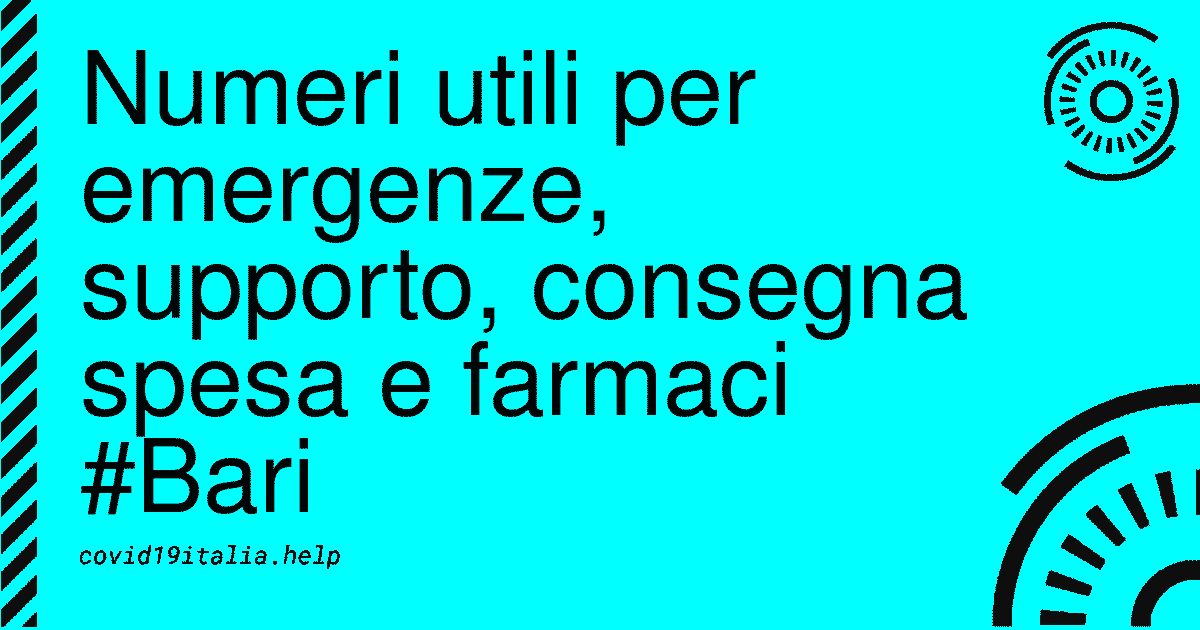 Numeri utili per
emergenze,
supporto, consegna
spesa e farmaci
#Bari
covid19italia.help